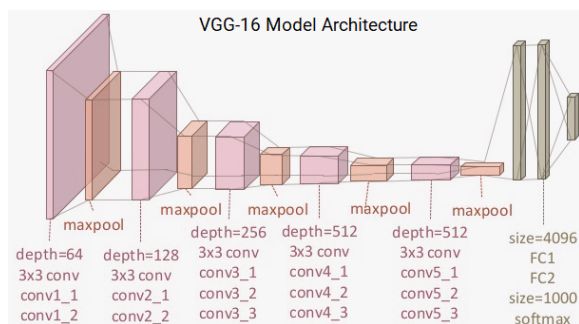 VGG-16 Model Architecture
maxpool
maxpool
maxpool
maxpool
maxpool
depth=64
3x3 conv
conv1_1
conv1_2
depth=128
3x3 conv
conv2_1
conv2_2
depth=256
3x3 conv
conv3_1
conv3_2
conv3_3
depth=512
3x3 conv
conv4_1
conv4_2
conv4_3
depth=512
3x3 conv
conv5_1
conv5_2
conv5_3
size=4096
FC1
FC2
size=1000
softmax